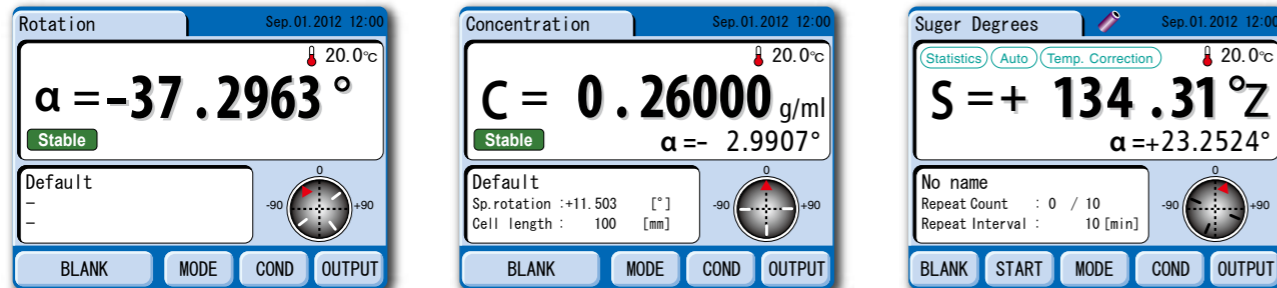 Rotation
Sep.01.2012 12:00
20.0℃
α =-37.2963°
Stable
Default
-
-
0
-90
+90
BLANK MODE COND OUTPUT
Concentration
Sep.01.2012 12:00
20.0℃
C = 0.26000 g/ml
Stable
α =- 2.9907°
Default
Sp.rotation :+11.503 [°]
Cell length : 100 [mm]
0
-90
+90
BLANK MODE COND OUTPUT
Suger Degrees
Sep.01.2012 12:00
Statistics Auto Temp. Correction
20.0℃
S =+ 134.31 °Z
α =+23.2524°
No name
Repeat Count : 0 / 10
Repeat Interval : 10 [min]
0
-90
+90
BLANK START MODE COND OUTPUT